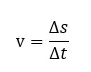 v = Δs/Δt